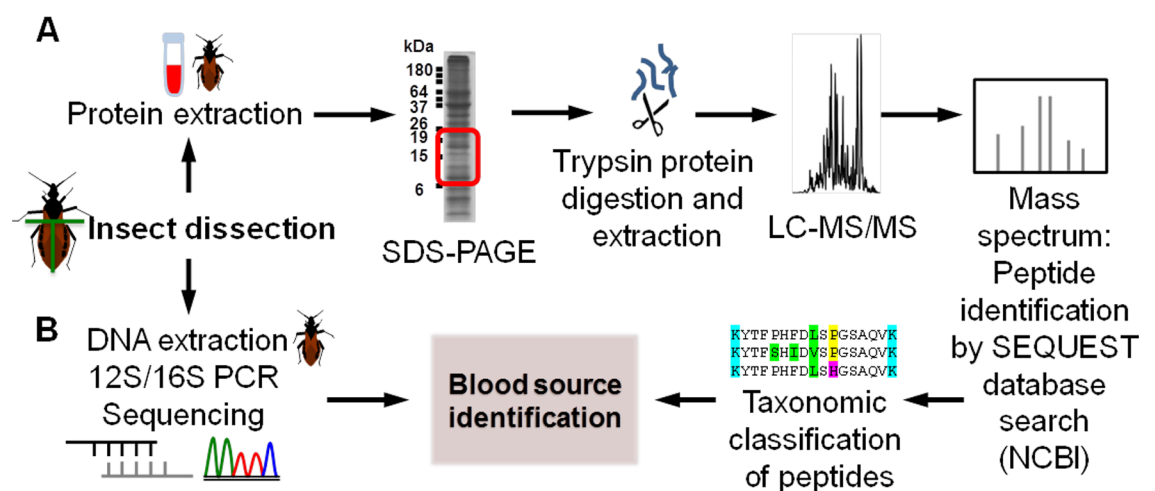 A
Protein extraction
Insect dissection
kDa
180
64
37
26
19
15
6
SDS-PAGE
Trypsin protein
digestion and
extraction
LC-MS/MS
Mass
spectrum:
Peptide
identification
by SEQUEST
database
search
(NCBI)
B
DNA extraction
12S/16S PCR
Sequencing
Blood source
identification
KYTFPHFDLSPGSAQVK
KYTFSHIDVSPGSAQVK
KYTFPHFDLSHGSAQVK
Taxonomic
classification
of peptides